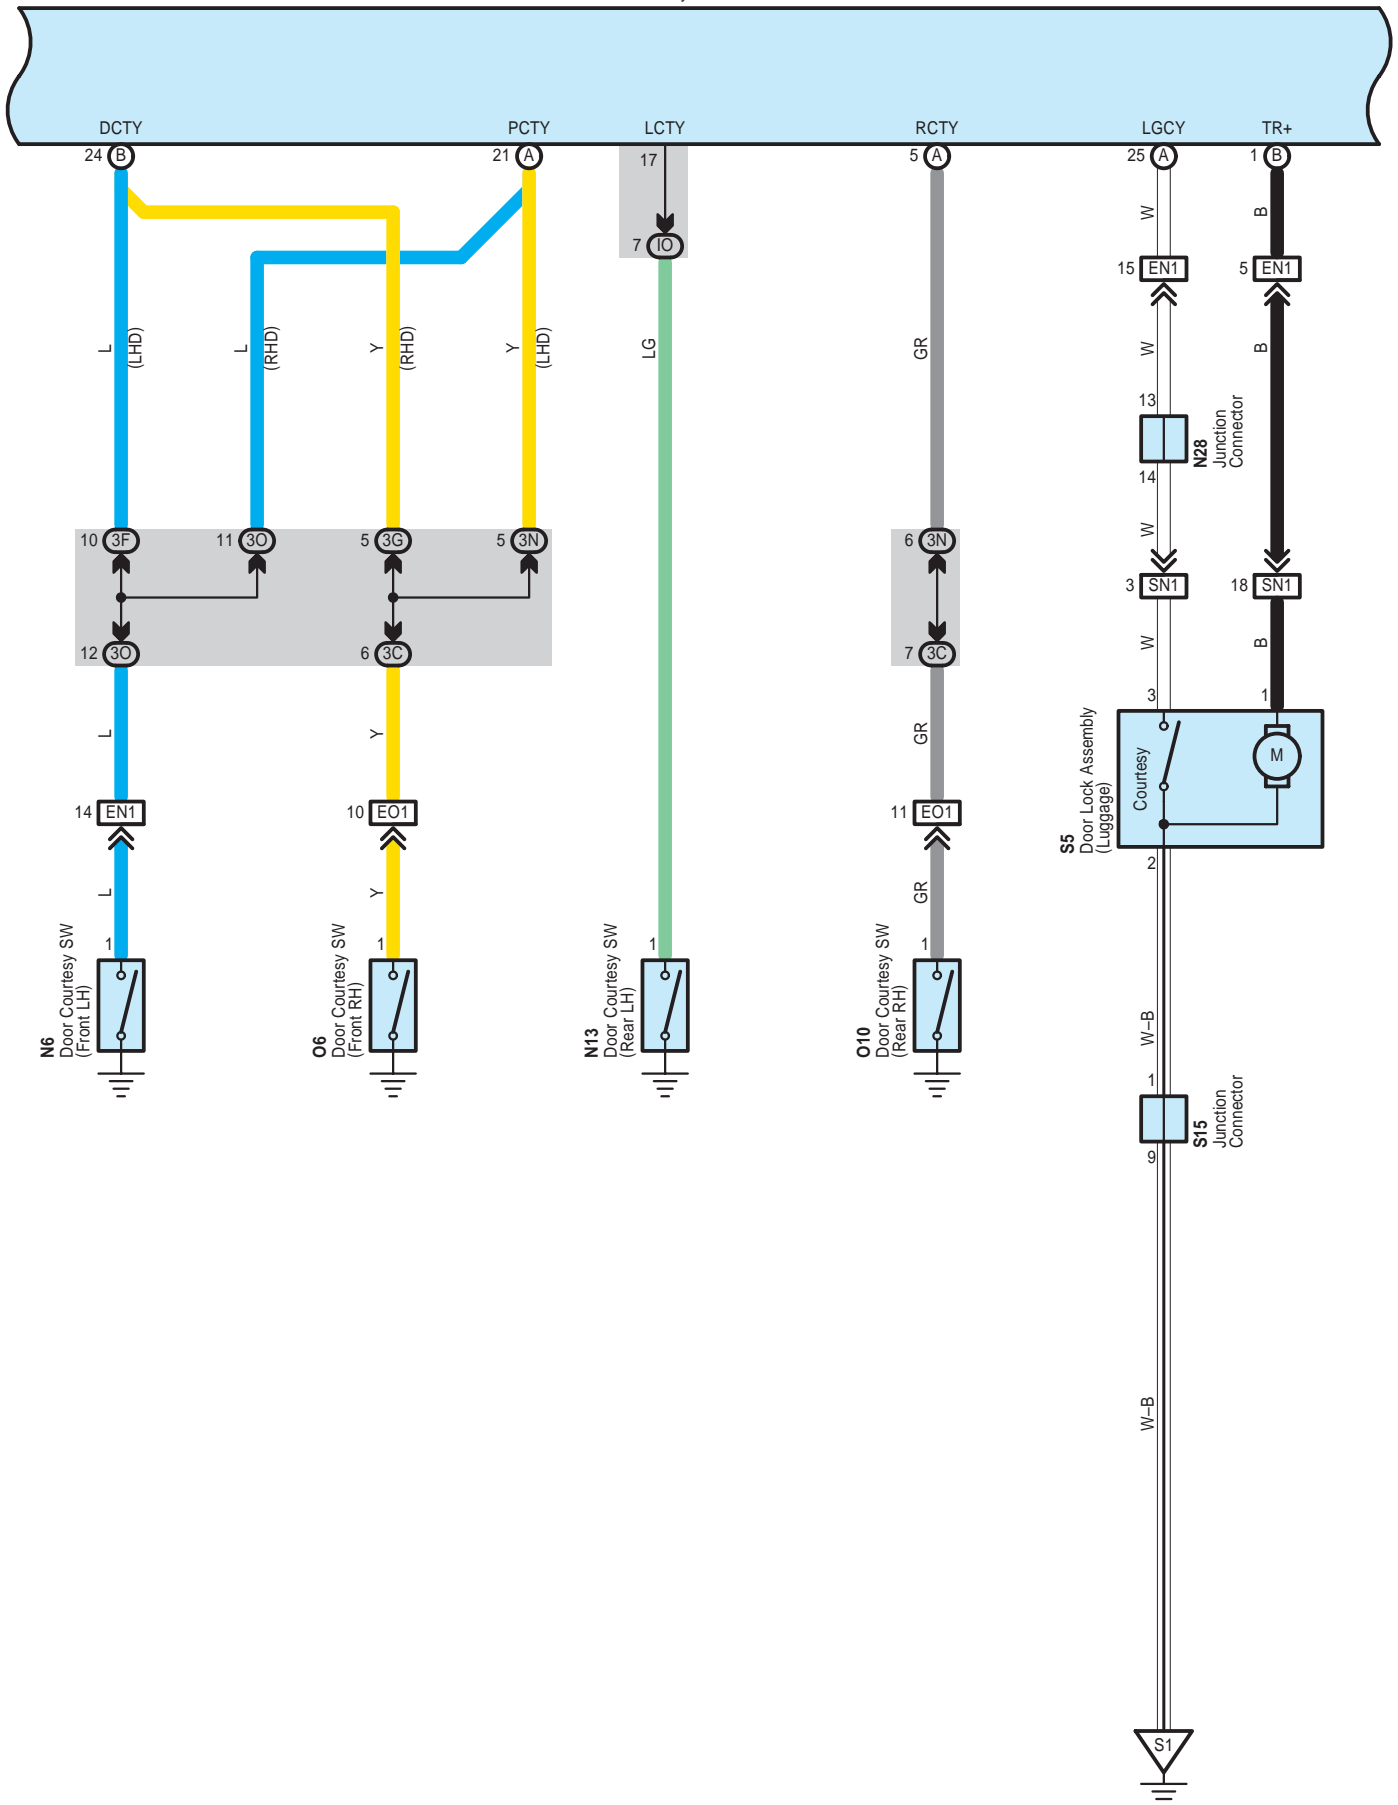 DCTY PCTY LCTY RCTY LGCY TR+
24 B 21 A 17 5 A 25 A 1 B
W B
7 IO
15 EN1 5 EN1
L (LHD) L (RHD) Y (RHD) Y (LHD) LG GR W B
13
N28
Junction
Connector
14
W
10 3F 11 3O 5 3G 5 3N 6 3N
3 SN1 18 SN1
12 3O 6 3C 7 3C
W B
3 1
L Y GR
S5
Door Lock Assembly
(Luggage)
Courtesy
M
14 EN1 10 EO1 11 EO1
2
L Y GR
1 1 1 1
N6
Door Courtesy SW
(Front LH)
O6
Door Courtesy SW
(Front RH)
N13
Door Courtesy SW
(Rear LH)
O10
Door Courtesy SW
(Rear RH)
W–B
1
S15
Junction
Connector
9
W–B
S1